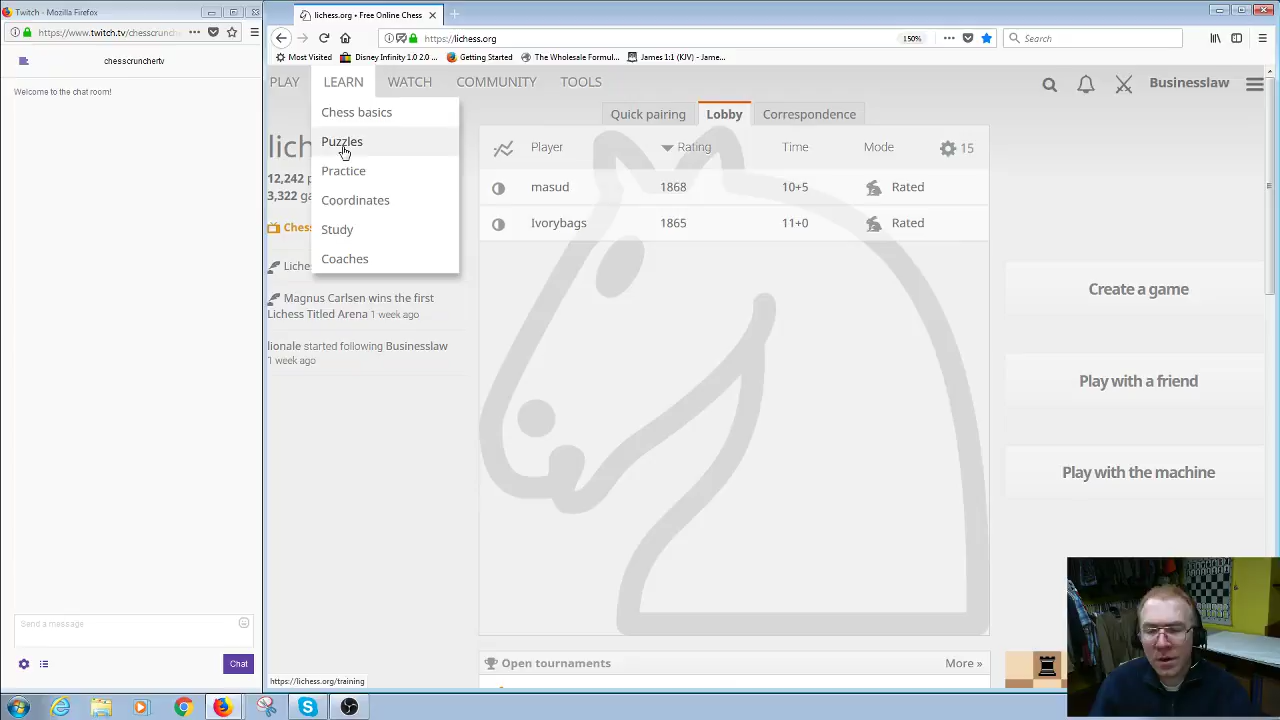 Twitch - Mozilla Firefox
https://www.twitch.tv/chesscrunch
chesscrunchertv
Welcome to the chat room!
Send a message
Chat
lichess.org • Free Online Chess
https://lichess.org
150%
Search
Most Visited
Disney Infinity 1.0 2.0 ...
Getting Started
The Wholesale Formul...
James 1:1 (KJV) - Jame...
PLAY
LEARN
WATCH
COMMUNITY
TOOLS
Businesslaw
Chess basics
Puzzles
Practice
Coordinates
Study
Coaches
lich
12,242 p
3,322 ga
Chess
Liche
Magnus Carlsen wins the first
Lichess Titled Arena 1 week ago
lionale started following Businesslaw
1 week ago
Quick pairing
Lobby
Correspondence
Player
Rating
Time
Mode
15
masud 1868 10+5 Rated
Ivorybags 1865 11+0 Rated
Create a game
Play with a friend
Play with the machine
Open tournaments
More »
https://lichess.org/training